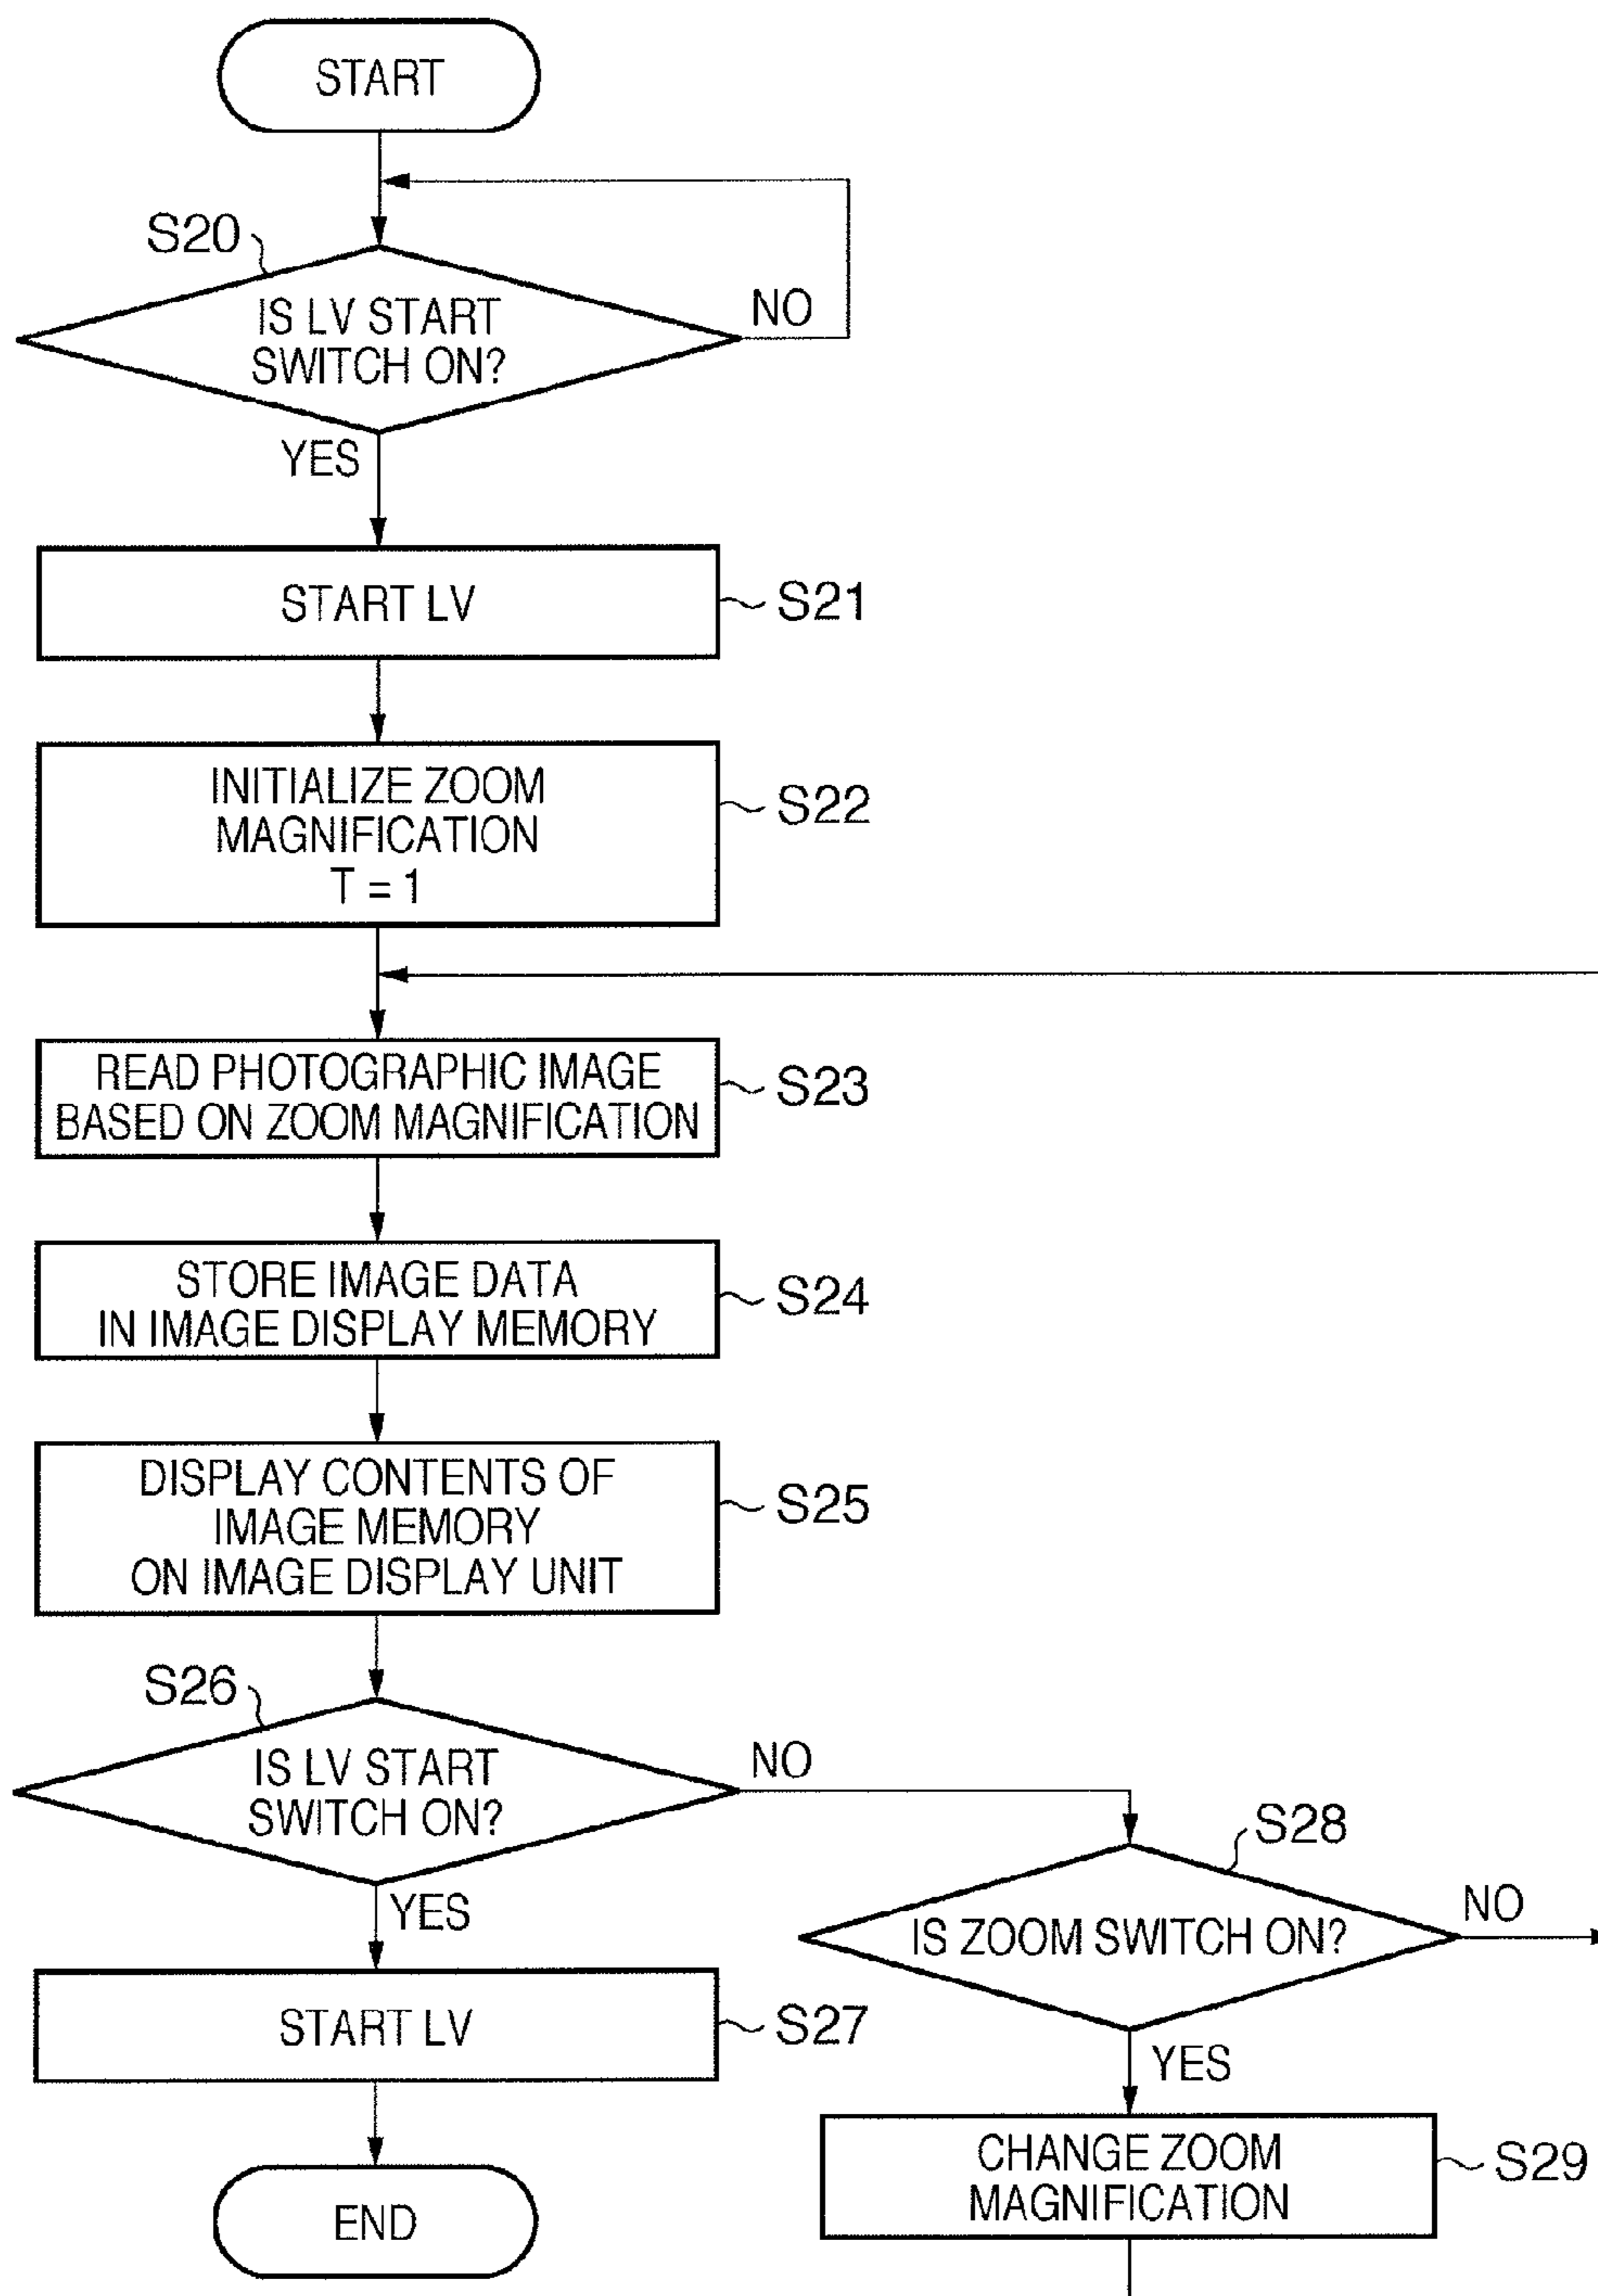 START
S20
IS LV START
SWITCH ON?
NO
YES
START LV
S21
INITIALIZE ZOOM
MAGNIFICATION
T = 1
S22
READ PHOTOGRAPHIC IMAGE
BASED ON ZOOM MAGNIFICATION
S23
STORE IMAGE DATA
IN IMAGE DISPLAY MEMORY
S24
DISPLAY CONTENTS OF
IMAGE MEMORY
ON IMAGE DISPLAY UNIT
S25
S26
IS LV START
SWITCH ON?
NO
YES
S28
IS ZOOM SWITCH ON?
NO
YES
START LV
S27
CHANGE ZOOM
MAGNIFICATION
S29
END